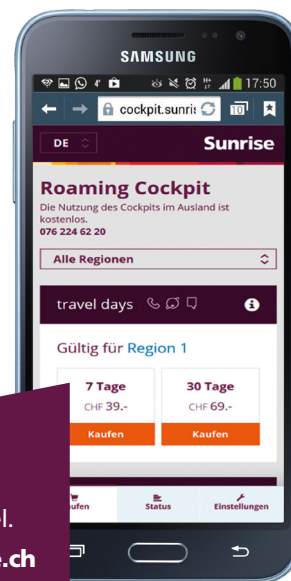 SAMSUNG
17:50
cockpit.sunris
DE
Sunrise
Roaming Cockpit
Die Nutzung des Cockpits im Ausland ist
kostenlos.
076 224 62 20
Alle Regionen
travel days
Gültig für Region 1
7 Tage
30 Tage
CHF 39.-
CHF 69.-
Kaufen
Kaufen
ufen
Status
Einstellungen
el.
e.ch